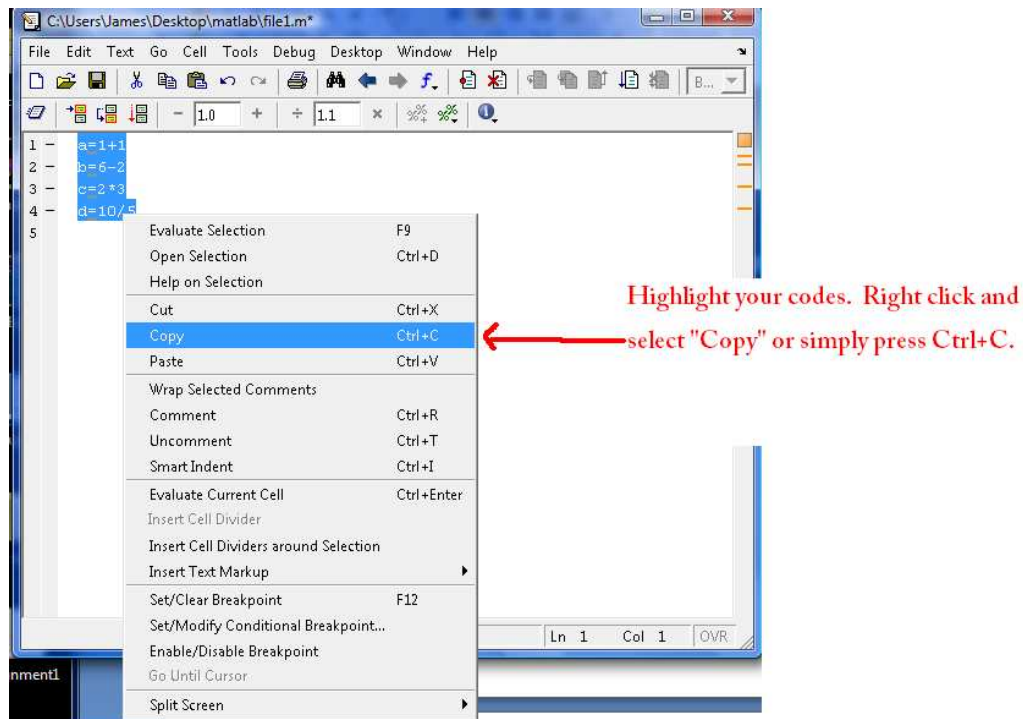 C:\Users\James\Desktop\matlab\file1.m*
File Edit Text Go Cell Tools Debug Desktop Window Help
B...
1.0
1.1
1 - a=1+1
2 - b=6-2
3 - c=2*3
4 - d=10/5
5
Evaluate Selection F9
Open Selection Ctrl+D
Help on Selection
Cut Ctrl+X
Copy Ctrl+C
Paste Ctrl+V
Wrap Selected Comments
Comment Ctrl+R
Uncomment Ctrl+T
Smart Indent Ctrl+I
Evaluate Current Cell Ctrl+Enter
Insert Cell Divider
Insert Cell Dividers around Selection
Insert Text Markup
Set/Clear Breakpoint F12
Set/Modify Conditional Breakpoint...
Enable/Disable Breakpoint
Go Until Cursor
Split Screen
Highlight your codes. Right click and
select "Copy" or simply press Ctrl+C.
Ln 1 Col 1 OVR
nment1